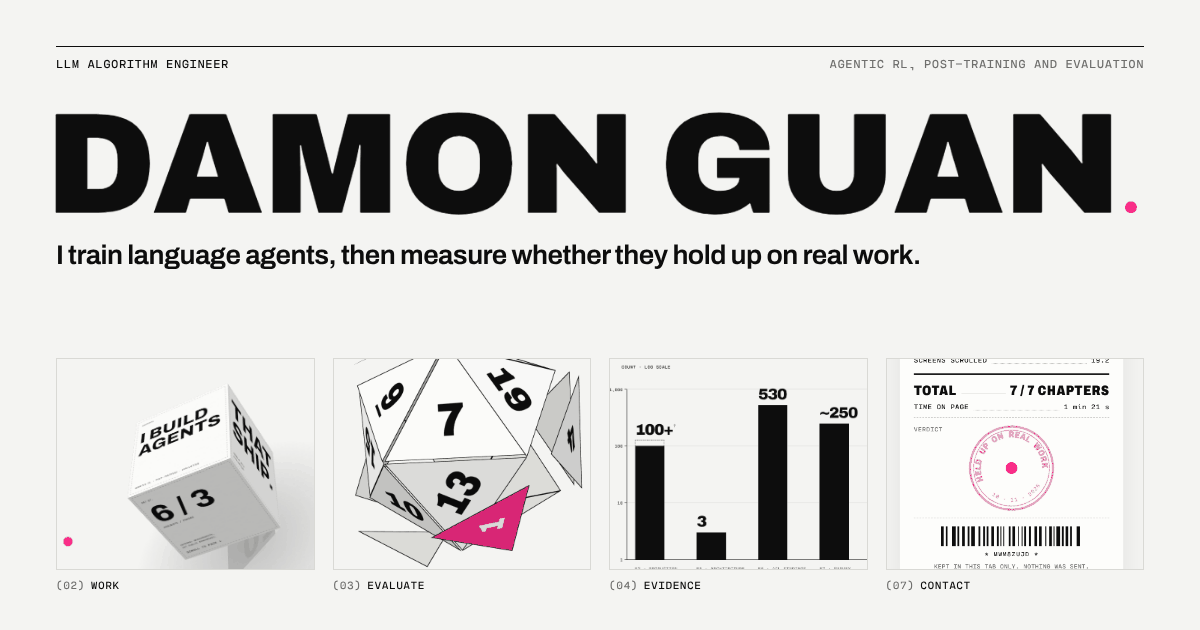 LLM ALGORITHM ENGINEER
AGENTIC RL, POST-TRAINING AND EVALUATION
DAMON GUAN.
I train language agents, then measure whether they hold up on real work.
I BUILD
AGENTS
THAT
SHIP.
6/3
(02) WORK
19
7
13
10
1
(03) EVALUATE
COUNT · LOG SCALE
100+
3
530
~250
10
1
(04) EVIDENCE
SCREENS SCROLLED 19.2
TOTAL 7/7 CHAPTERS
TIME ON PAGE 1 min 21 s
VERDICT
HELD UP ON REAL WORK
* WWM8ZUJD *
KEPT IN THIS TAB ONLY. NOTHING WAS SENT.
(07) CONTACT